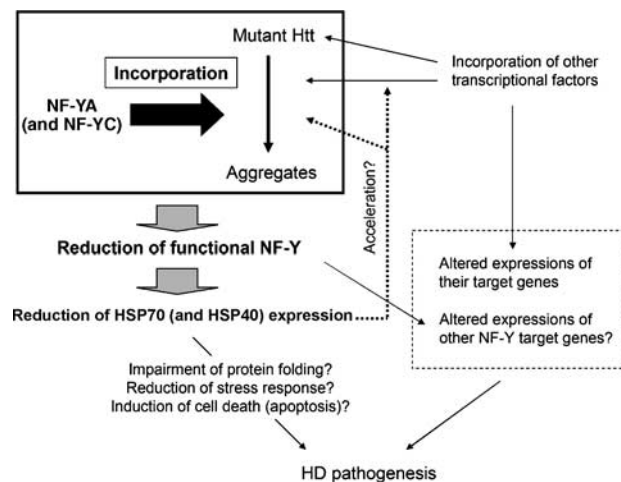 Mutant Htt
Incorporation
NF-YA
(and NF-YC)
Aggregates
Incorporation of other
transcriptional factors
Acceleration?
Reduction of functional NF-Y
Reduction of HSP70 (and HSP40) expression
Altered expressions of
their target genes
Altered expressions of
other NF-Y target genes?
Impairment of protein folding?
Reduction of stress response?
Induction of cell death (apoptosis)?
HD pathogenesis